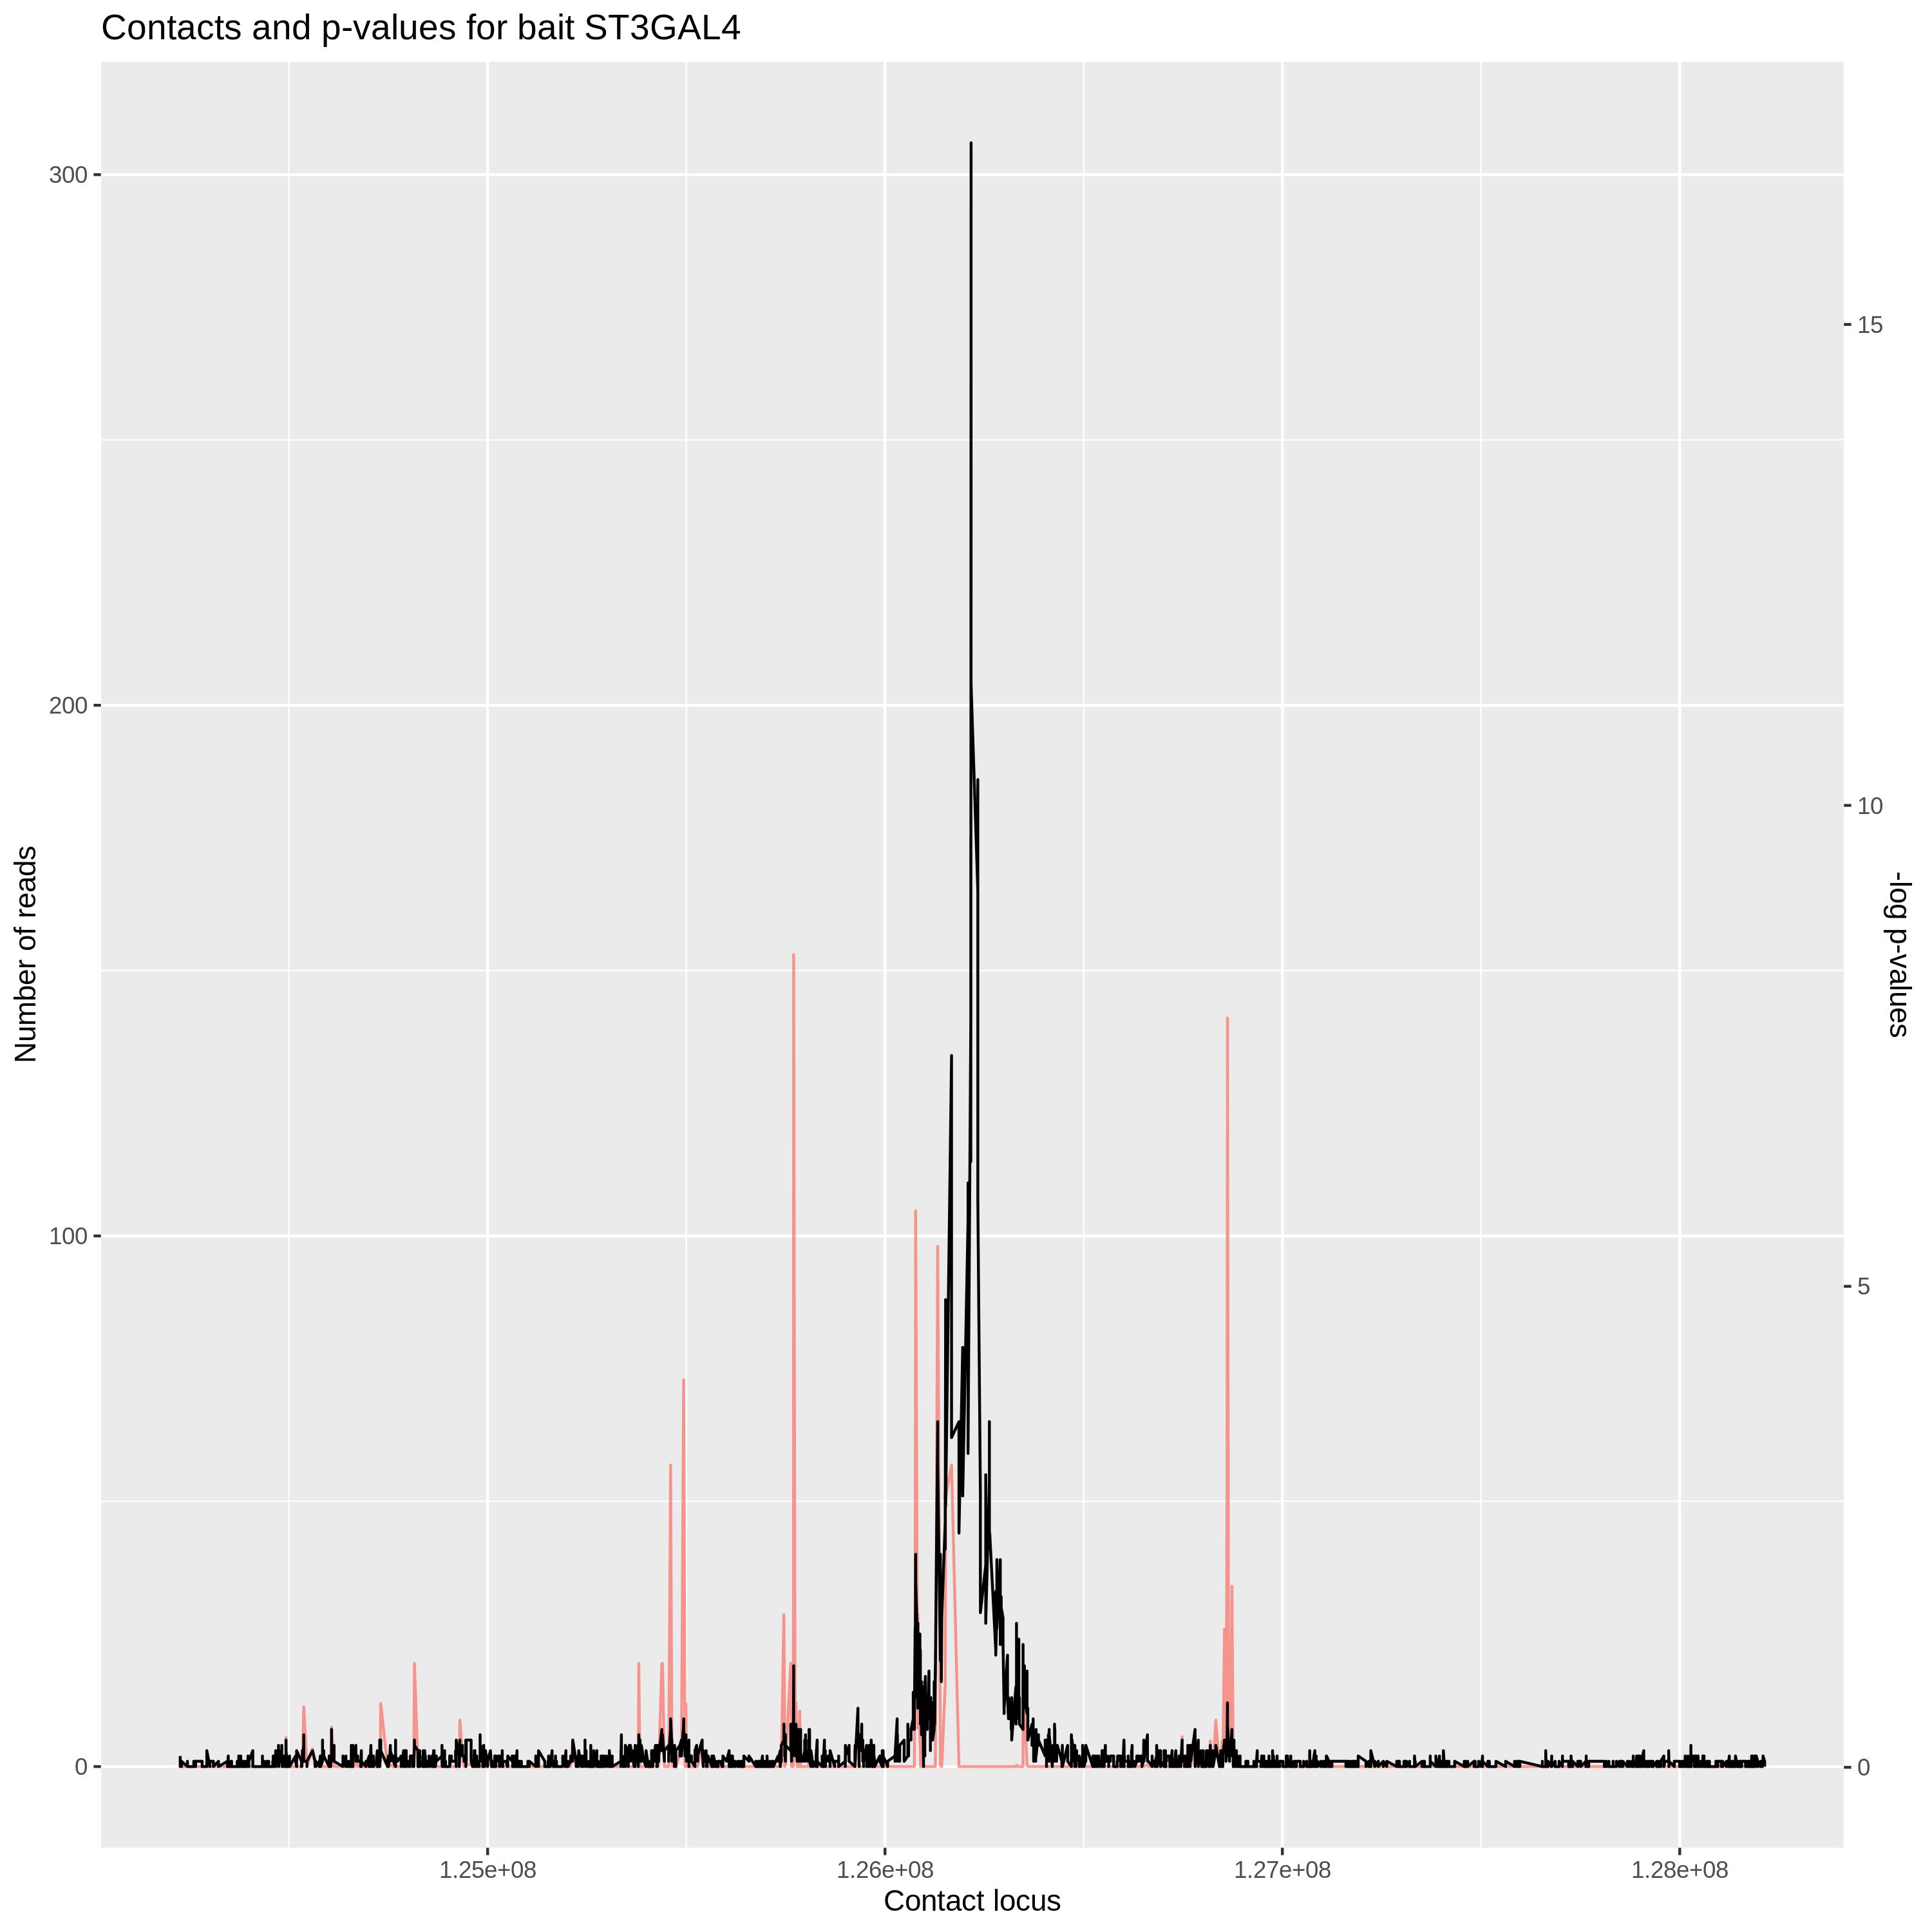 Contacts and p-values for bait ST3GAL4
300
200
100
0
Number of reads
15
10
5
0
-log p-values
1.25e+08
1.26e+08
1.27e+08
1.28e+08
Contact locus